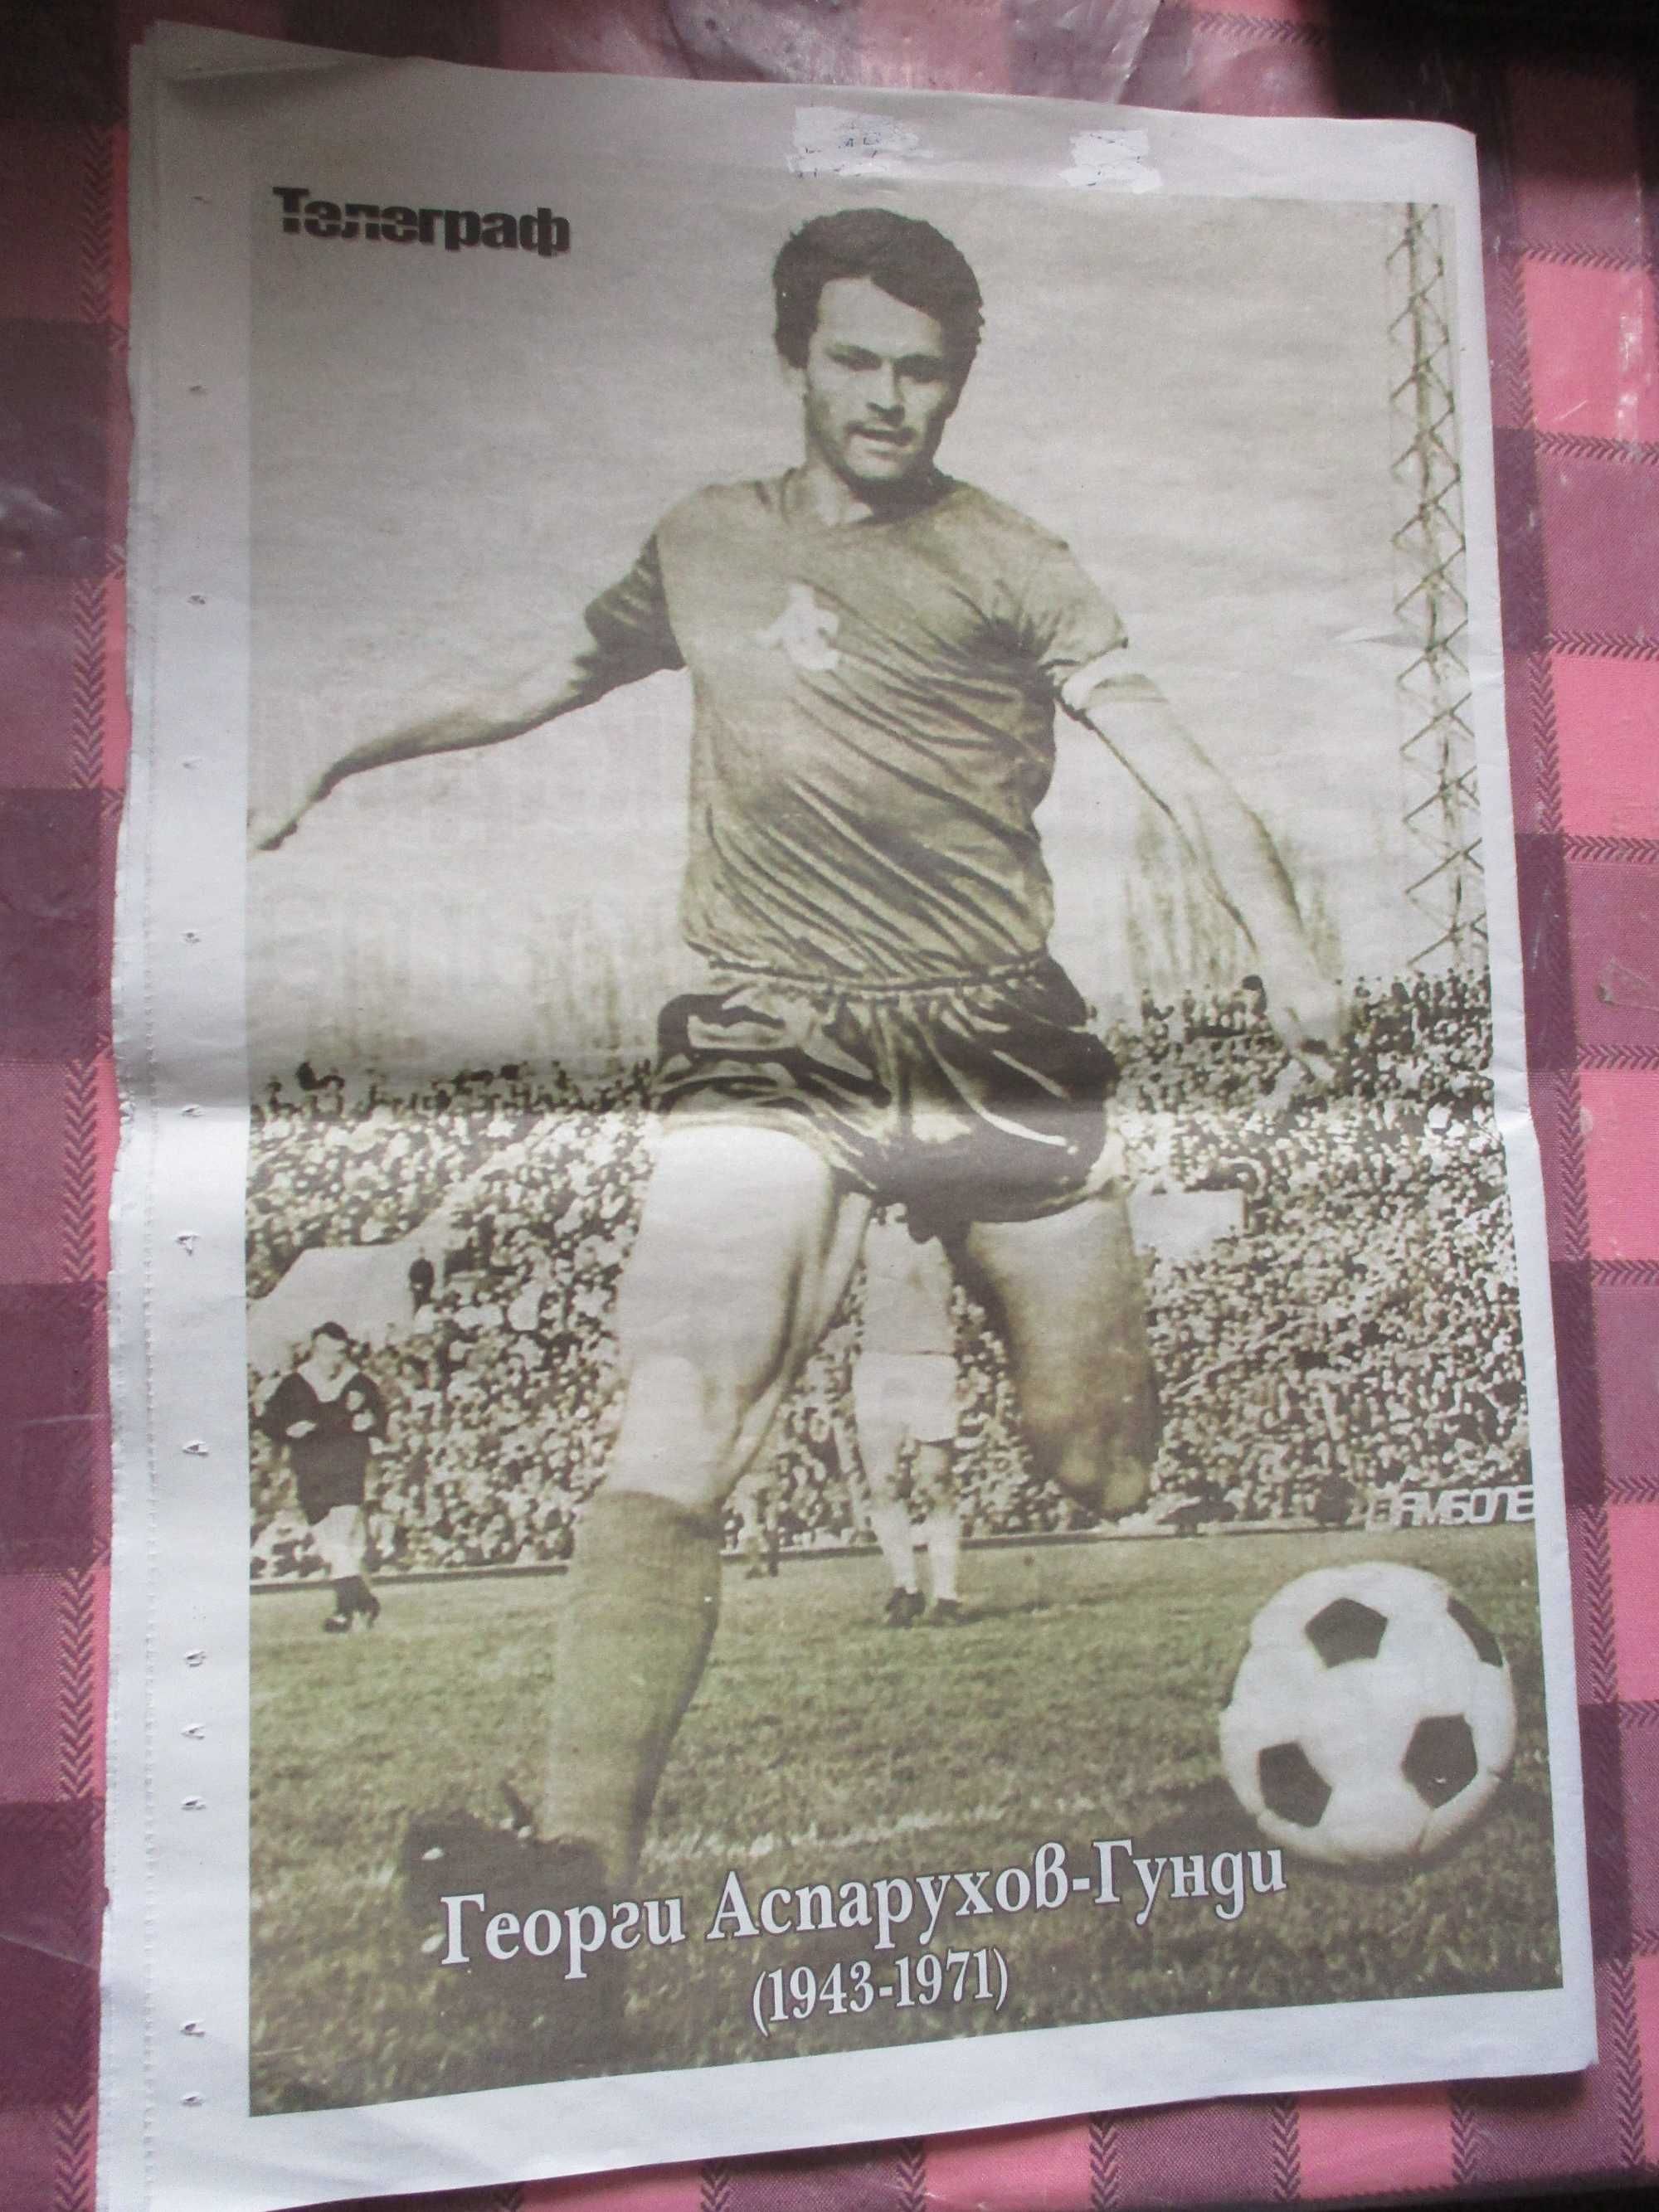 Телеграф
Георги Аспарухов-Гунди
(1943-1971)